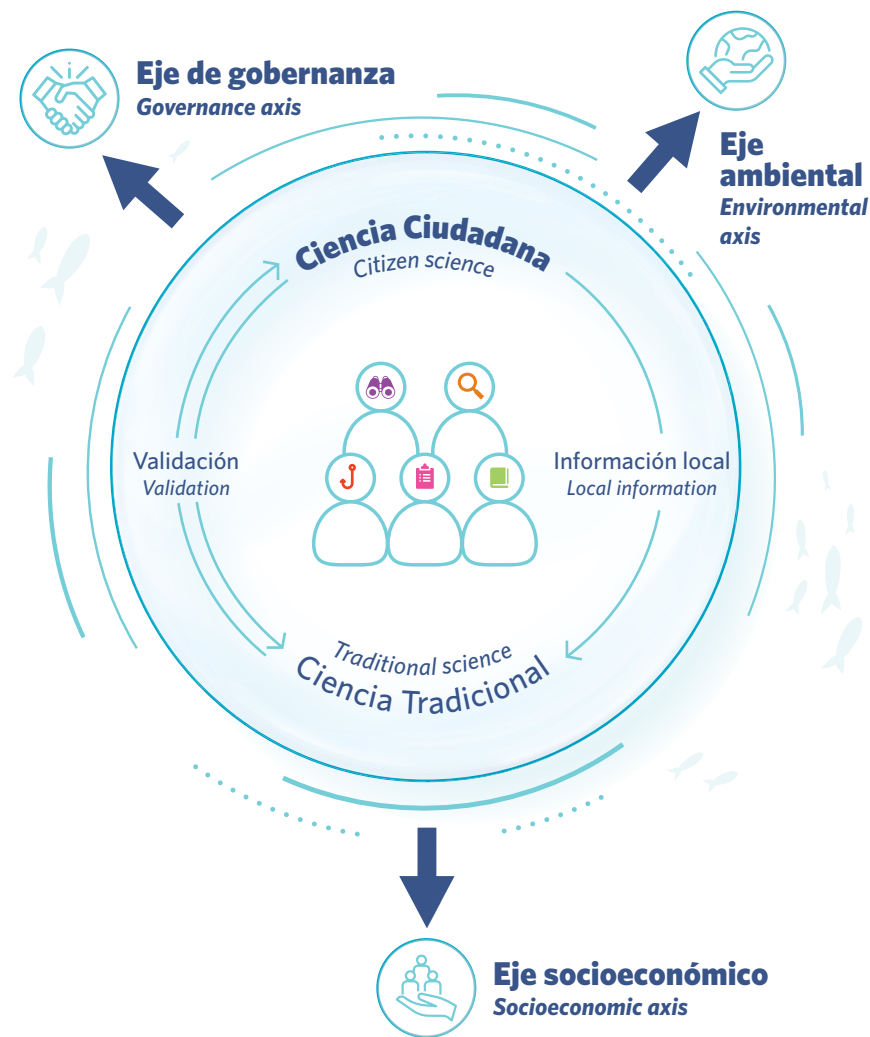 Eje de gobernanza
Governance axis
Eje
ambiental
Environmental
axis
Ciencia Ciudadana
Citizen science
Validación
Validation
Información local
Local information
Traditional science
Ciencia Tradicional
Eje socioeconómico
Socioeconomic axis